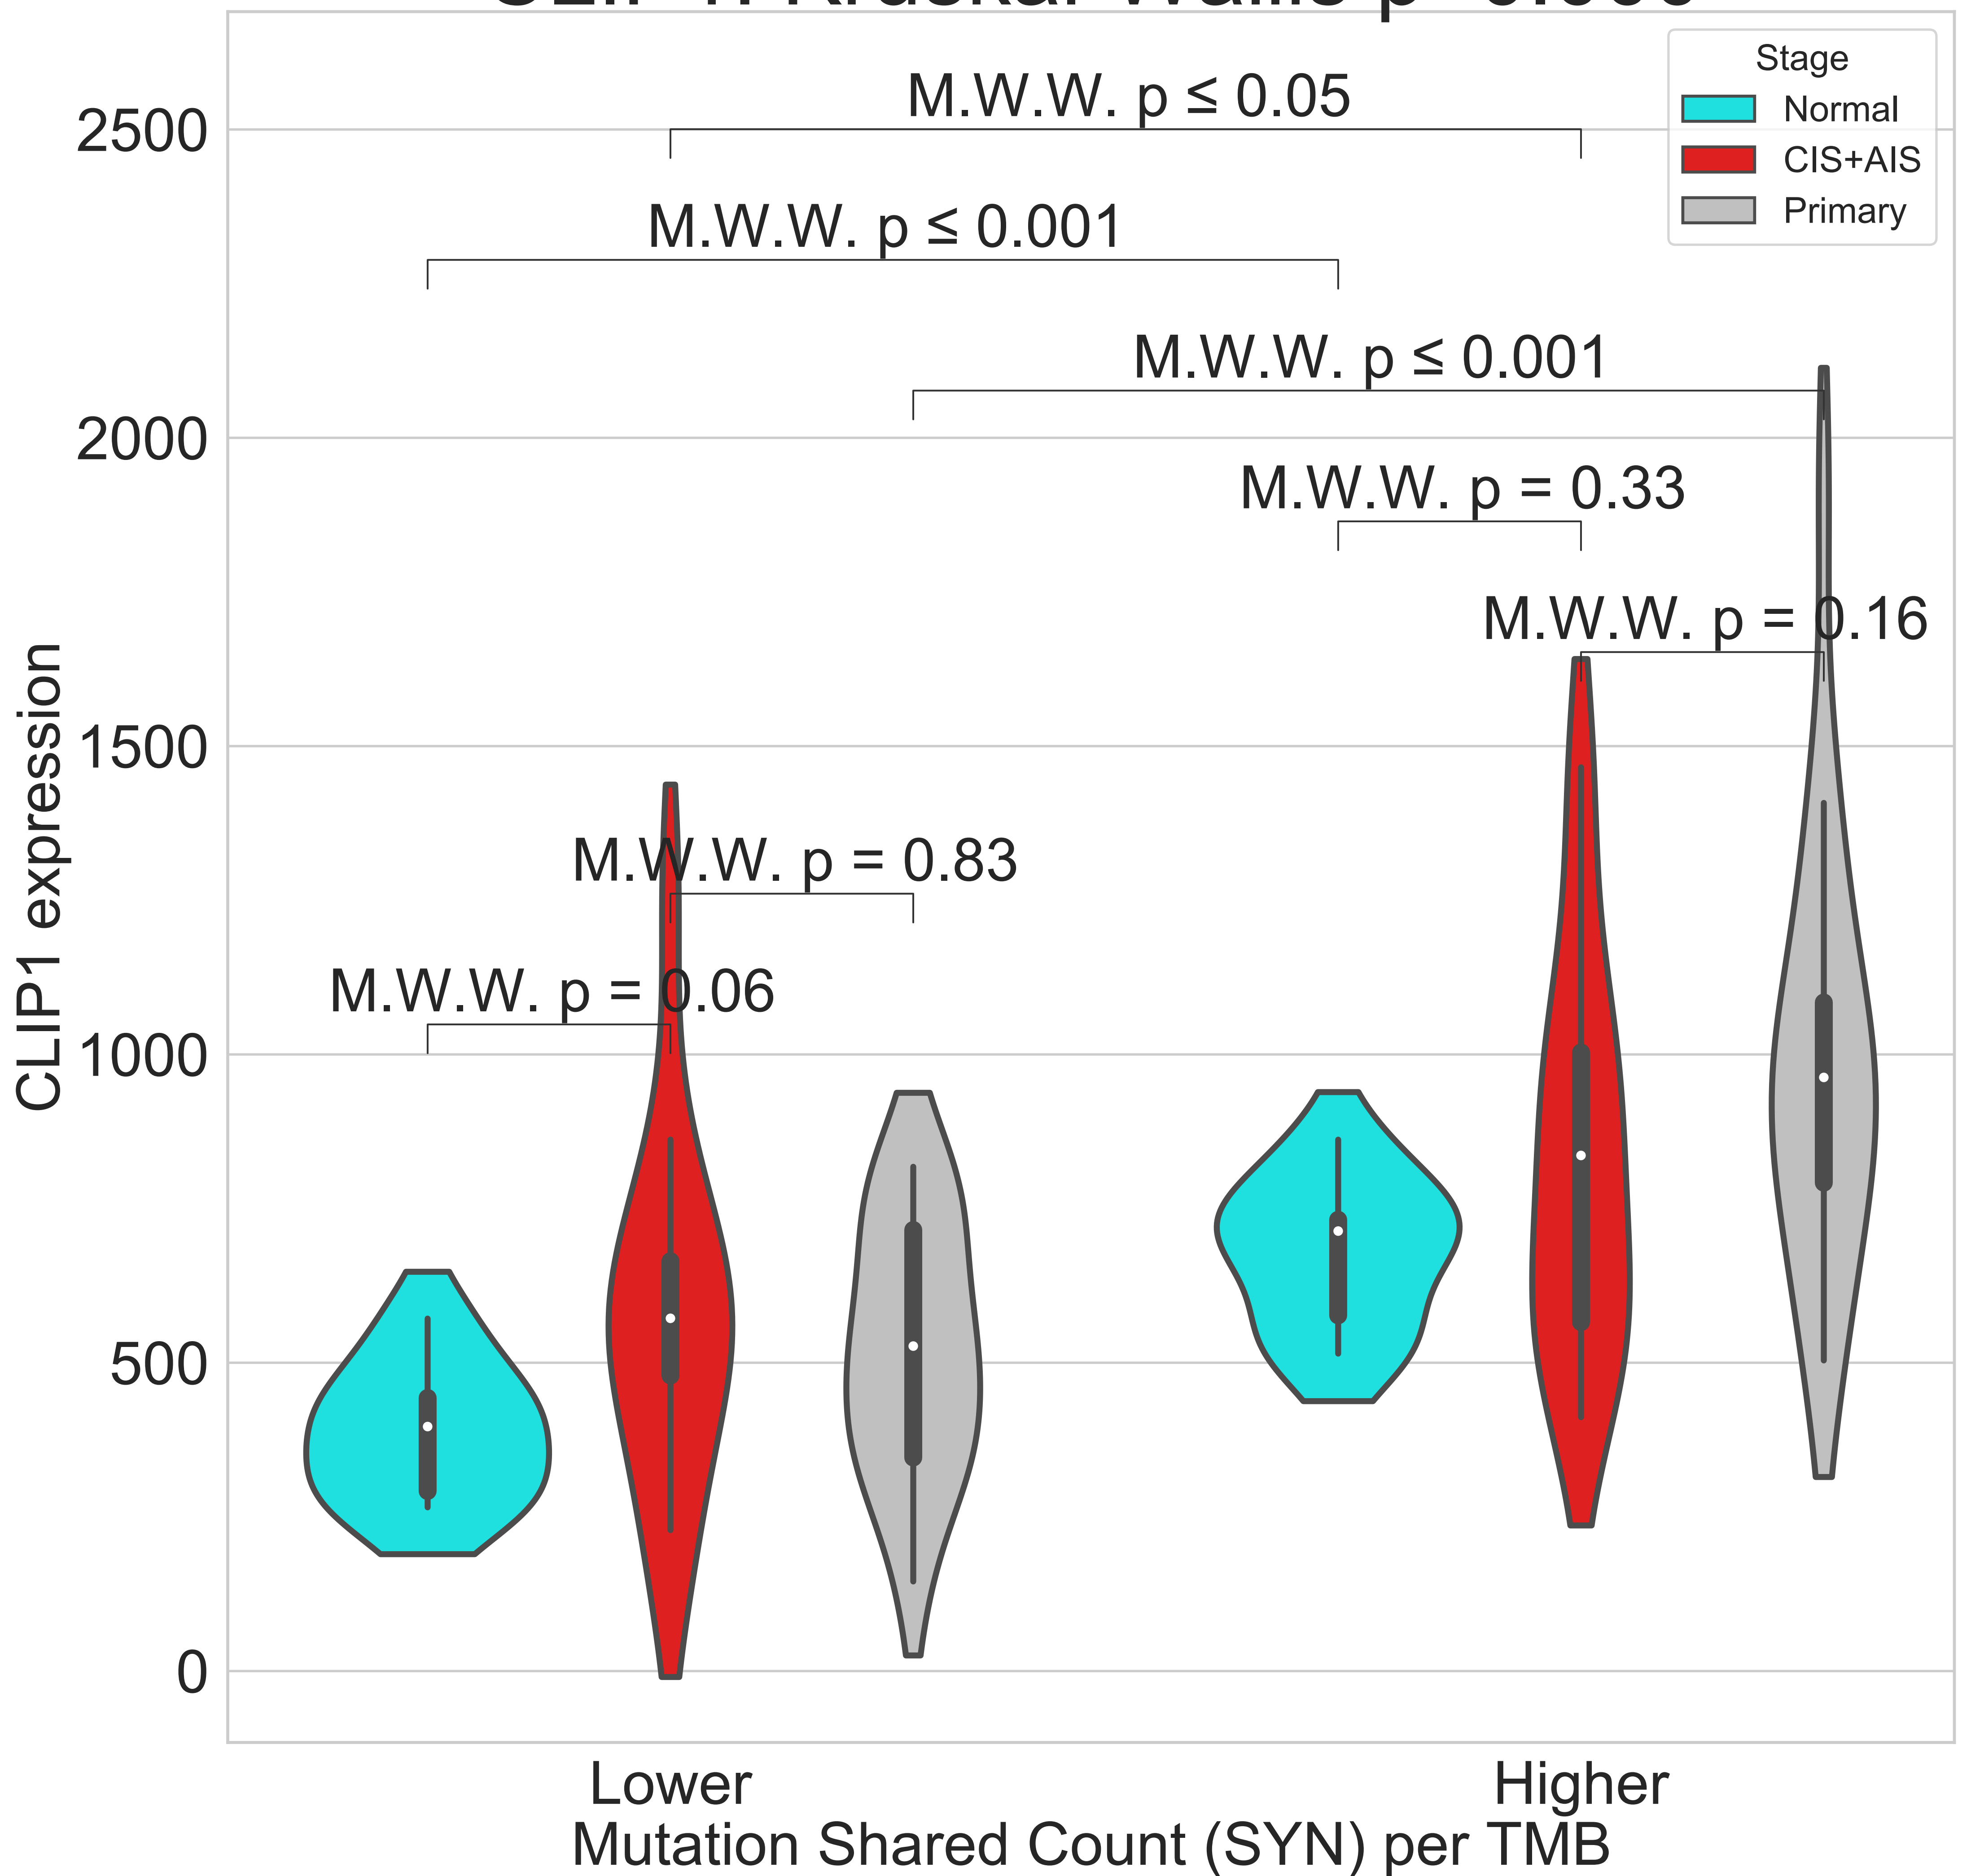 Stage
Normal
CIS+AIS
Primary
M.W.W. p ≤ 0.05
M.W.W. p ≤ 0.001
M.W.W. p ≤ 0.001
M.W.W. p = 0.33
M.W.W. p = 0.16
M.W.W. p = 0.83
M.W.W. p = 0.06
2500
2000
1500
1000
500
0
CLIP1 expression
Lower
Higher
Mutation Shared Count (SYN) per TMB